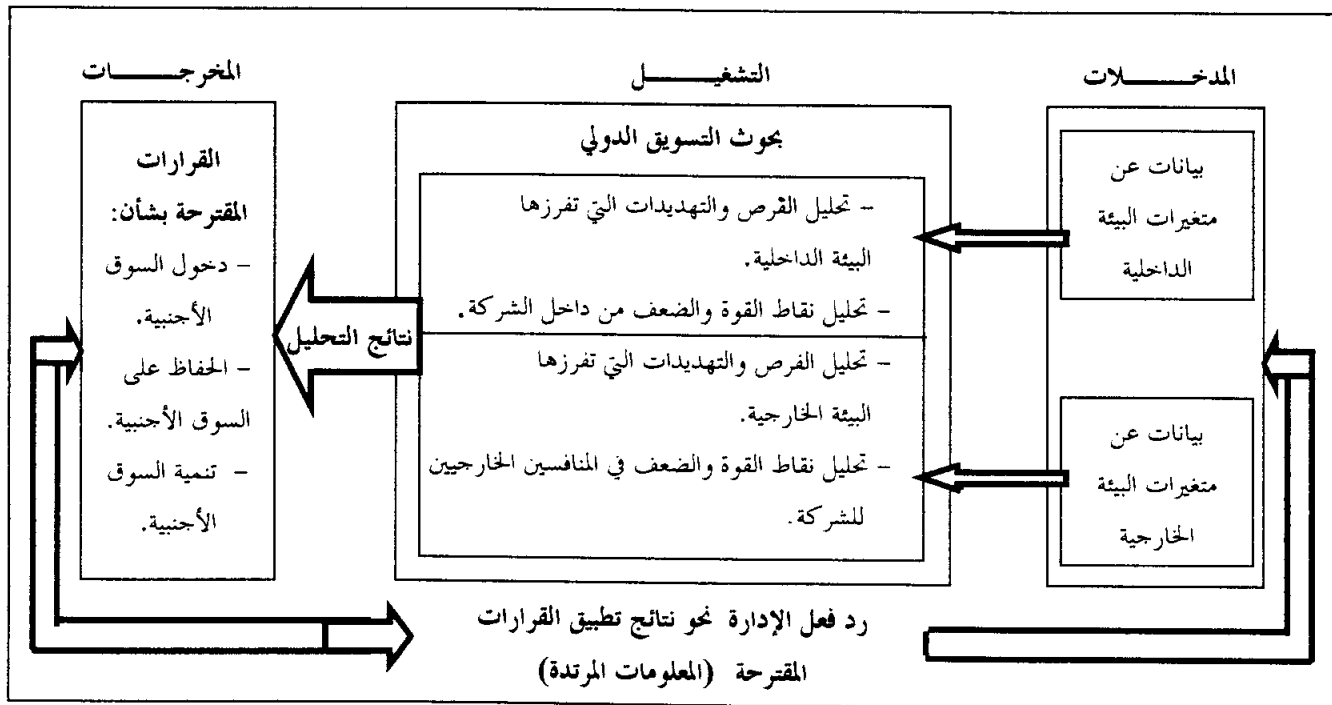 المدخلات
بيانات عن
متغيرات البيئة
الداخلية
بيانات عن
متغيرات البيئة
الخارجية
التشغيل
بحوث التسويق الدولي
– تحليل الفرص والتهديدات التي تفرزها
البيئة الداخلية.
– تحليل نقاط القوة والضعف من داخل الشركة.
– تحليل الفرص والتهديدات التي تفرزها
البيئة الخارجية.
– تحليل نقاط القوة والضعف في المنافسين الخارجيين
للشركة.
نتائج التحليل
المخرجات
القرارات
المقترحة بشأن:
– دخول السوق
الأجنبية.
– الحفاظ على
السوق الأجنبية.
– تنمية السوق
الأجنبية.
رد فعل الإدارة نحو نتائج تطبيق القرارات
المقترحة (المعلومات المرتدة)